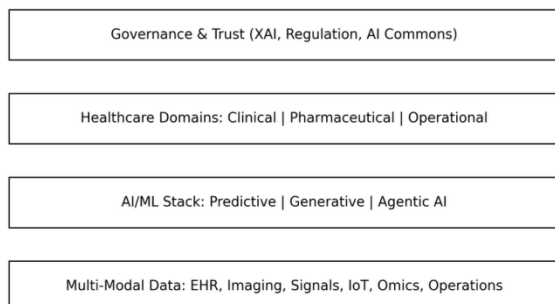 Governance & Trust (XAI, Regulation, AI Commons)
Healthcare Domains: Clinical | Pharmaceutical | Operational
AI/ML Stack: Predictive | Generative | Agentic AI
Multi-Modal Data: EHR, Imaging, Signals, IoT, Omics, Operations